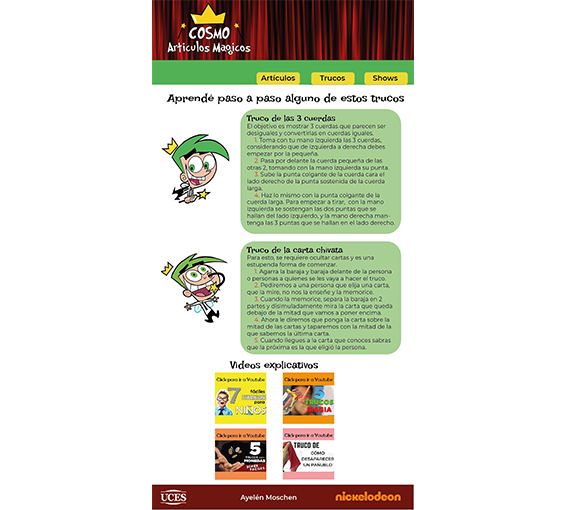 COSMO
Articulos Magicos
Artículos
Trucos
Shows
Aprendé paso a paso alguno de estos trucos
Truco de las 3 cuerdas
El objetivo es mostrar 3 cuerdas que parecen ser
desiguales y convertirlas en cuerdas iguales.
1. Toma con tu mano izquierda las 3 cuerdas,
considerando que de izquierda a derecha debes
empezar por la pequeña.
2. Pasa por delante la cuerda pequeña de las
otras 2, tomando con la mano izquierda su punta.
3. Sube la punta colgante de la cuerda cara el
lado derecho de la punta sostenida de la cuerda
larga.
4. Haz lo mismo con la punta colgante de la
cuerda larga. Para empezar a tirar, con la mano
izquierda se sostengan las dos puntas que se
hallan del lado izquierdo, y la mano derecha man-
tenga las 3 puntas que se hallan en el lado derecho.
Truco de la carta chivata
Para esto, se requiere ocultar cartas y es una
estupenda forma de comenzar.
1. Agarra la baraja y baraja delante de la persona
o personas a quienes se les vaya a hacer el truco.
2. Pediremos a una persona que elija una carta,
que la mire, no nos la enseñe y la memorice.
3. Cuando la memorice, separa la baraja en 2
partes y disimuladamente mira la carta que queda
debajo de la mitad que vamos a poner encima.
4. Ahora le diremos que ponga la carta sobre la
mitad de las cartas y taparemos con la mitad de la
que sabemos la última carta.
5. Cuando llegues a la carta que conoces sabras
que la próxima es la que eligió la persona.
Videos explicativos
Click para ir a Youtube
7 fáciles
para
NIÑOS
Click para ir a Youtube
5
TRUCOS
MAGIA
Click para ir a Youtube
5
TRUCOS con
MONEDAS
SUPER FACILES
Click para ir a Youtube
TRUCO DE
CÓMO
DESAPARECER
UN PAÑUELO
UCES
Ayelén Moschen
nickelodeon